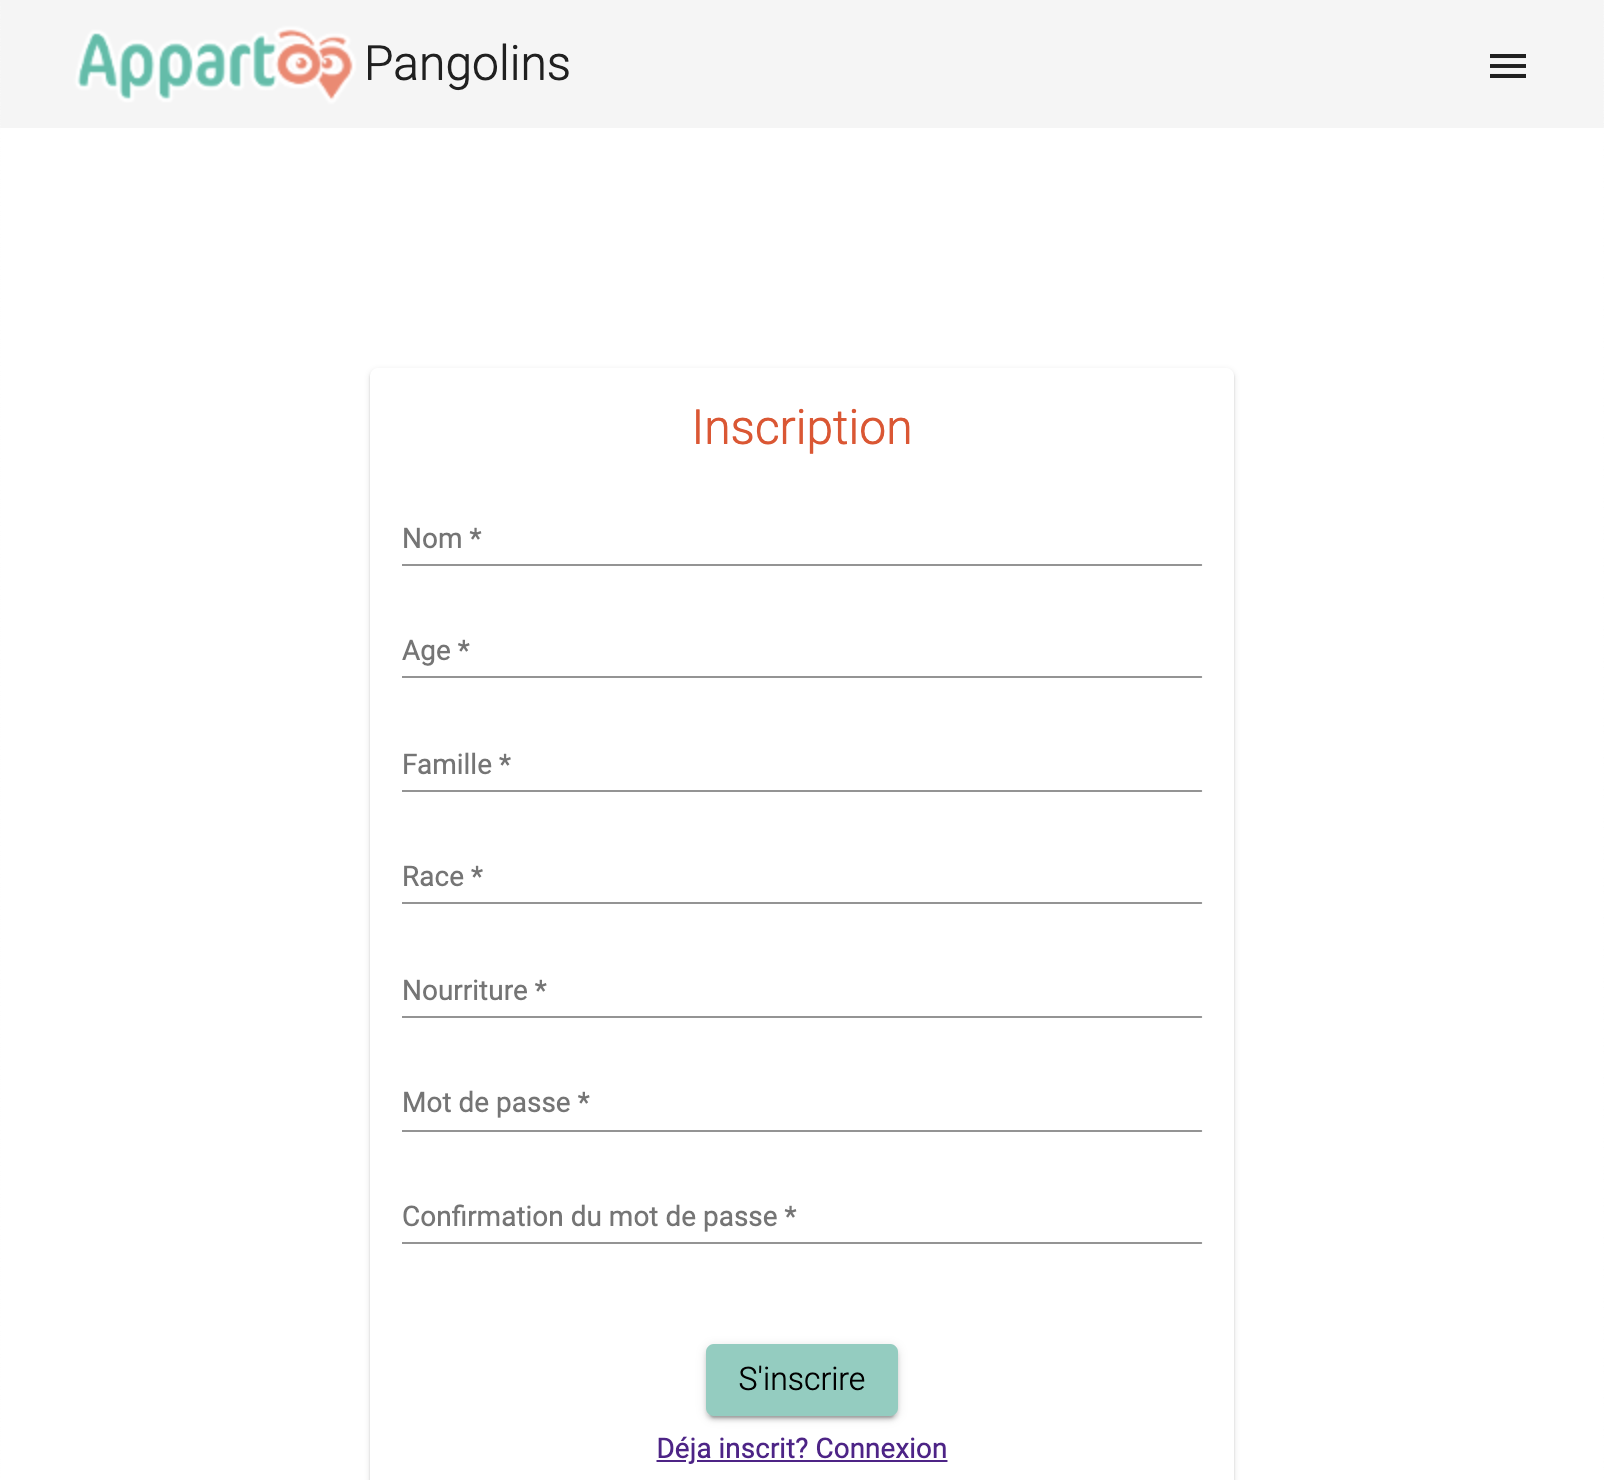 Appartoo Pangolins
Inscription
Nom *
Age *
Famille *
Race *
Nourriture *
Mot de passe *
Confirmation du mot de passe *
S'inscrire
Déja inscrit? Connexion